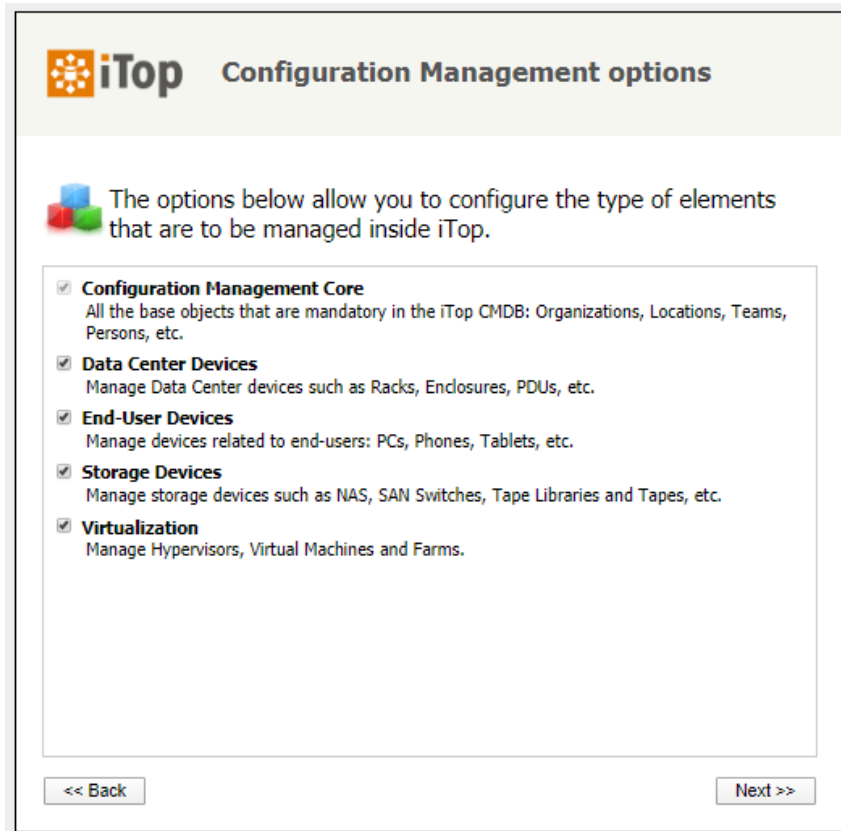 iTop Configuration Management options
The options below allow you to configure the type of elements
that are to be managed inside iTop.
Configuration Management Core
All the base objects that are mandatory in the iTop CMDB: Organizations, Locations, Teams,
Persons, etc.
Data Center Devices
Manage Data Center devices such as Racks, Enclosures, PDUs, etc.
End-User Devices
Manage devices related to end-users: PCs, Phones, Tablets, etc.
Storage Devices
Manage storage devices such as NAS, SAN Switches, Tape Libraries and Tapes, etc.
Virtualization
Manage Hypervisors, Virtual Machines and Farms.
<< Back Next >>